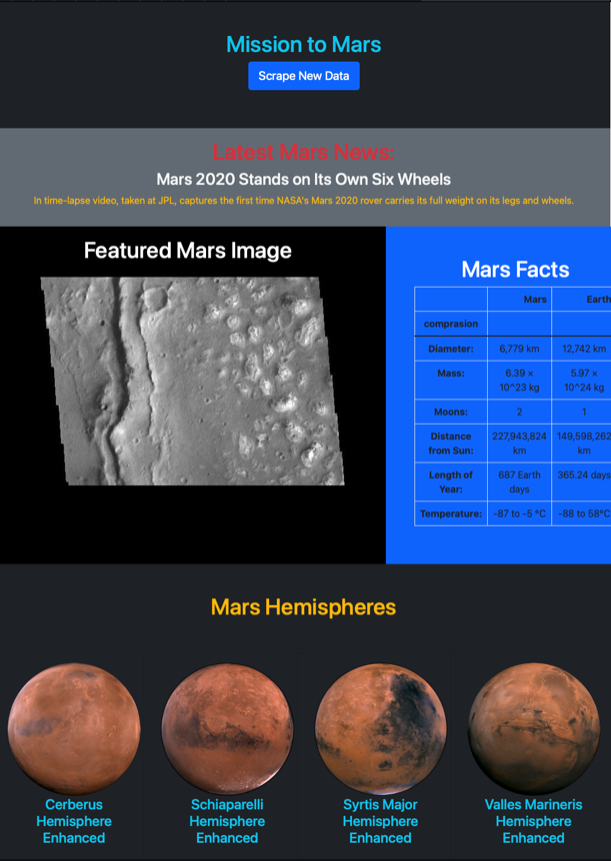 Mission to Mars
Scrape New Data
Latest Mars News:
Mars 2020 Stands on Its Own Six Wheels
In time-lapse video, taken at JPL, captures the first time NASA's Mars 2020 rover carries its full weight on its legs and wheels.
Featured Mars Image
Mars Facts
Mars Earth
comprasion
Diameter: 6,779 km 12,742 km
Mass: 6.39 × 5.97 ×
10^23 kg 10^24 kg
Moons: 2 1
Distance 227,943,824 149,598,262
from Sun: km km
Length of 687 Earth 365.24 days
Year: days
Temperature: -87 to -5 °C -88 to 58°C
Mars Hemispheres
Cerberus
Hemisphere
Enhanced
Schiaparelli
Hemisphere
Enhanced
Syrtis Major
Hemisphere
Enhanced
Valles Marineris
Hemisphere
Enhanced